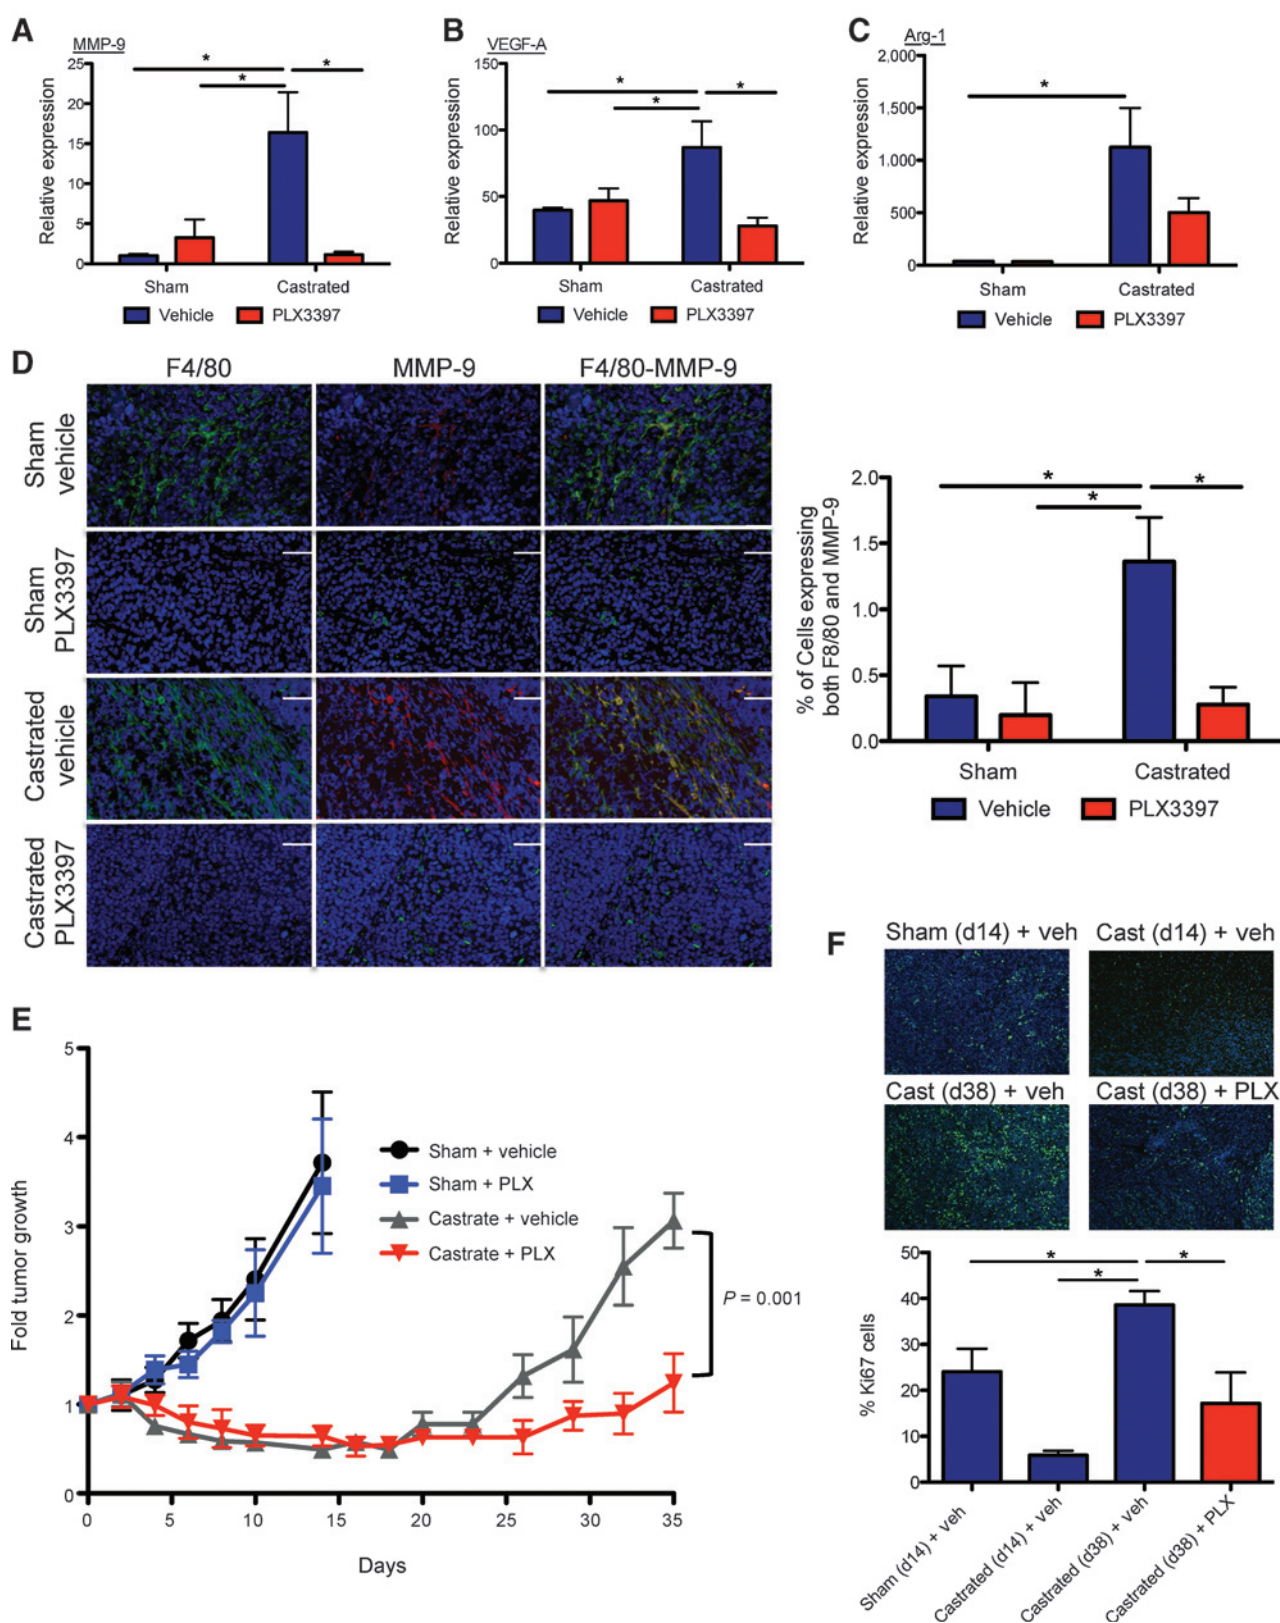 A
MMP-9
Relative expression
25
20
15
10
5
0
*
*
*
Sham
Castrated
Vehicle
PLX3397
B
VEGF-A
Relative expression
150
100
50
0
*
*
*
Sham
Castrated
Vehicle
PLX3397
C
Arg-1
Relative expression
2.000
1.500
1.000
500
0
*
Sham
Castrated
Vehicle
PLX3397
D
F4/80
MMP-9
F4/80-MMP-9
Sham
vehicle
Sham
PLX3397
Castrated
vehicle
Castrated
PLX3397
% of Cells expressing
both F8/80 and MMP-9
2.0
1.5
1.0
0.5
0.0
*
*
*
Sham
Castrated
Vehicle
PLX3397
E
Fold tumor growth
5
4
3
2
1
0
0
5
10
15
20
25
30
35
Days
Sham + vehicle
Sham + PLX
Castrate + vehicle
Castrate + PLX
P = 0.001
F
Sham (d14) + veh
Cast (d14) + veh
Cast (d38) + veh
Cast (d38) + PLX
% Ki67 cells
50
40
30
20
10
0
*
*
*
Sham (d14) + veh
Castrated (d14) + veh
Castrated (d38) + veh
Castrated (d38) + PLX